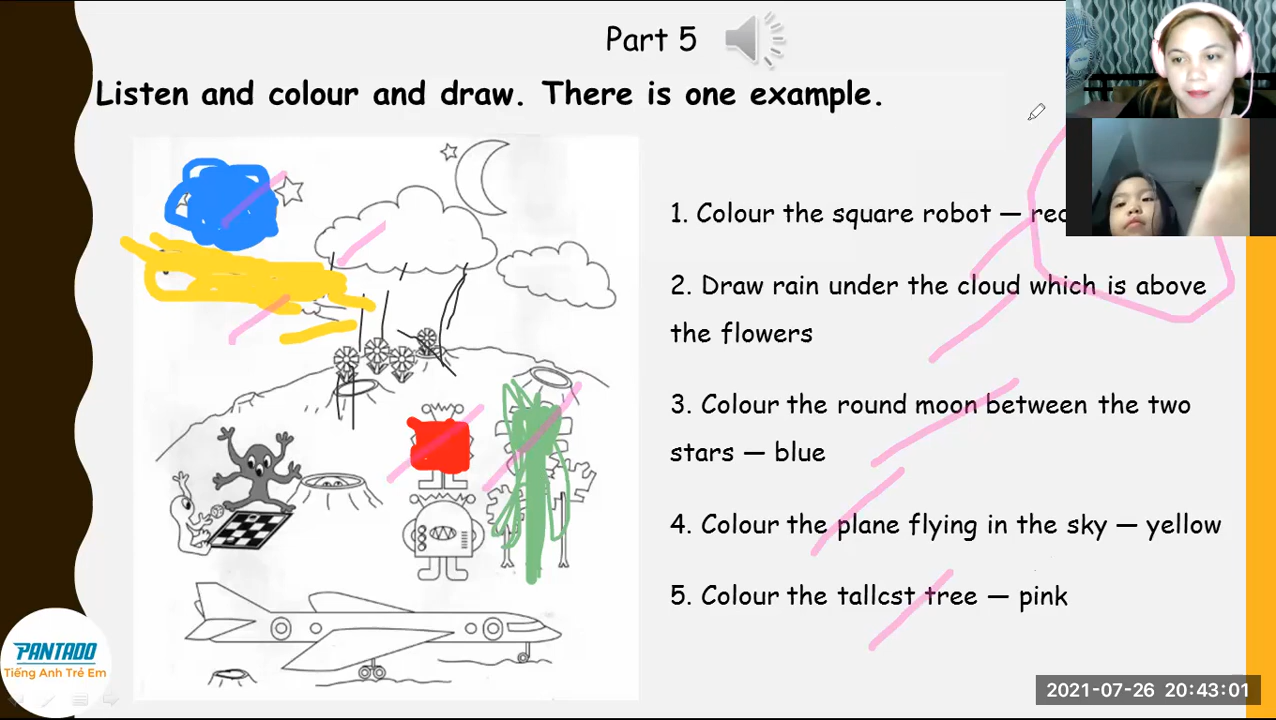 Part 5
Listen and colour and draw. There is one example.
1. Colour the square robot — red
2. Draw rain under the cloud which is above
the flowers
3. Colour the round moon between the two
stars — blue
4. Colour the plane flying in the sky — yellow
5. Colour the tallcst tree — pink
PANTADO
Tiếng Anh Trẻ Em
2021-07-26 20:43:01